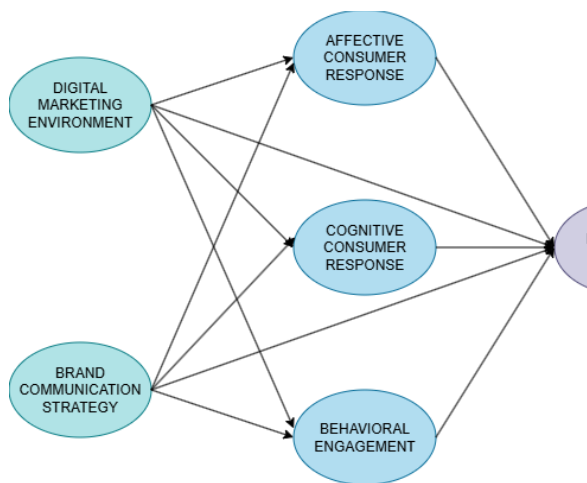 AFFECTIVE
CONSUMER
RESPONSE
DIGITAL
MARKETING
ENVIRONMENT
COGNITIVE
CONSUMER
RESPONSE
BRAND
COMMUNICATION
STRATEGY
BEHAVIORAL
ENGAGEMENT